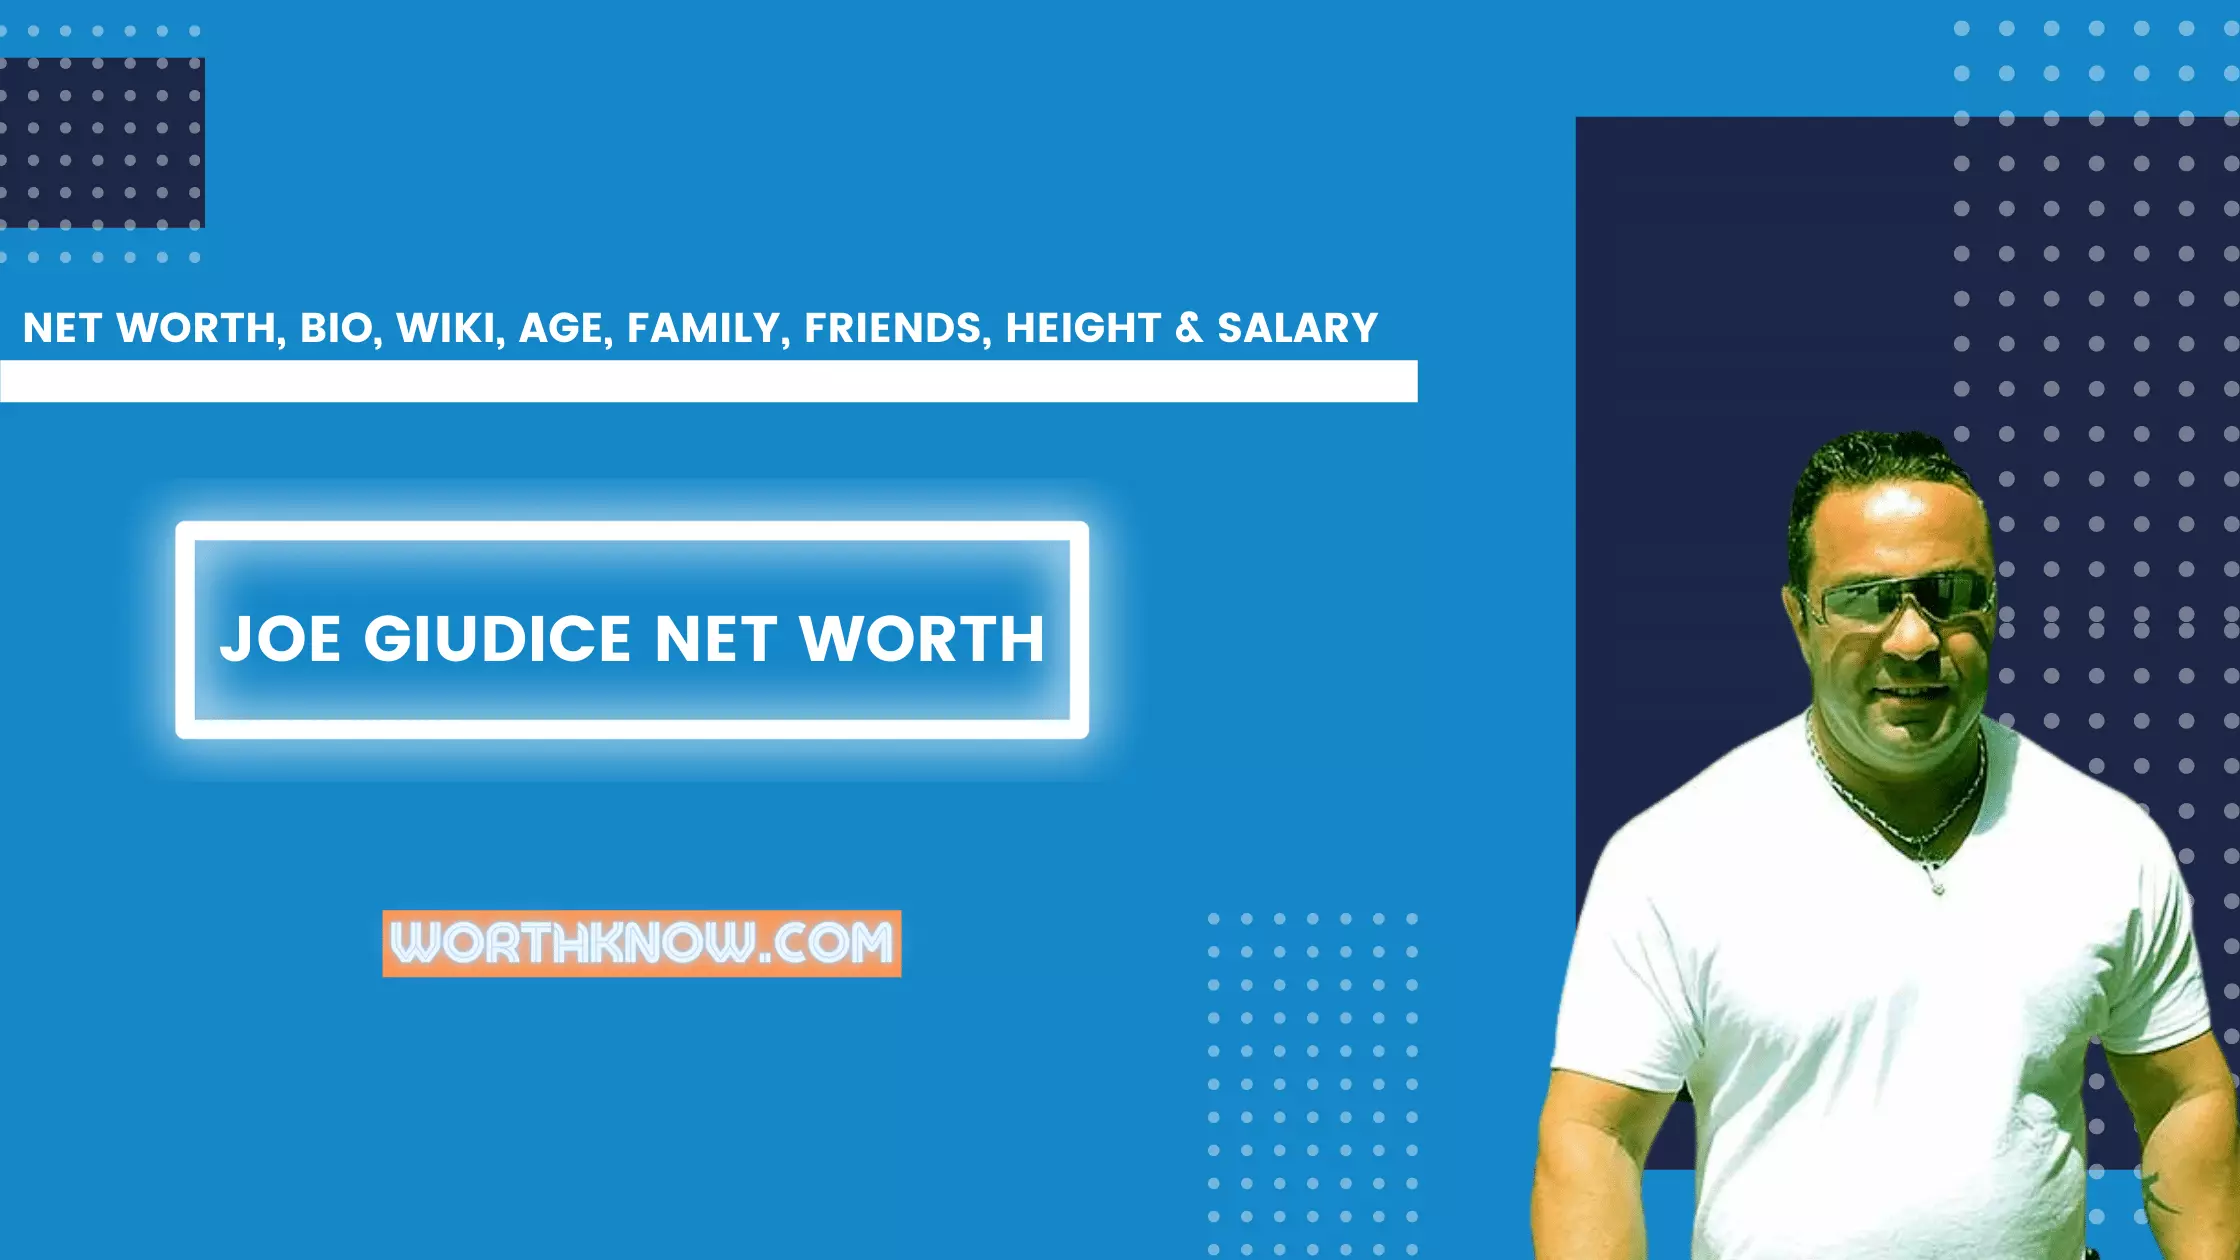 NET WORTH, BIO, WIKI, AGE, FAMILY, FRIENDS, HEIGHT & SALARY
JOE GIUDICE NET WORTH
WORTHKNOW.COM